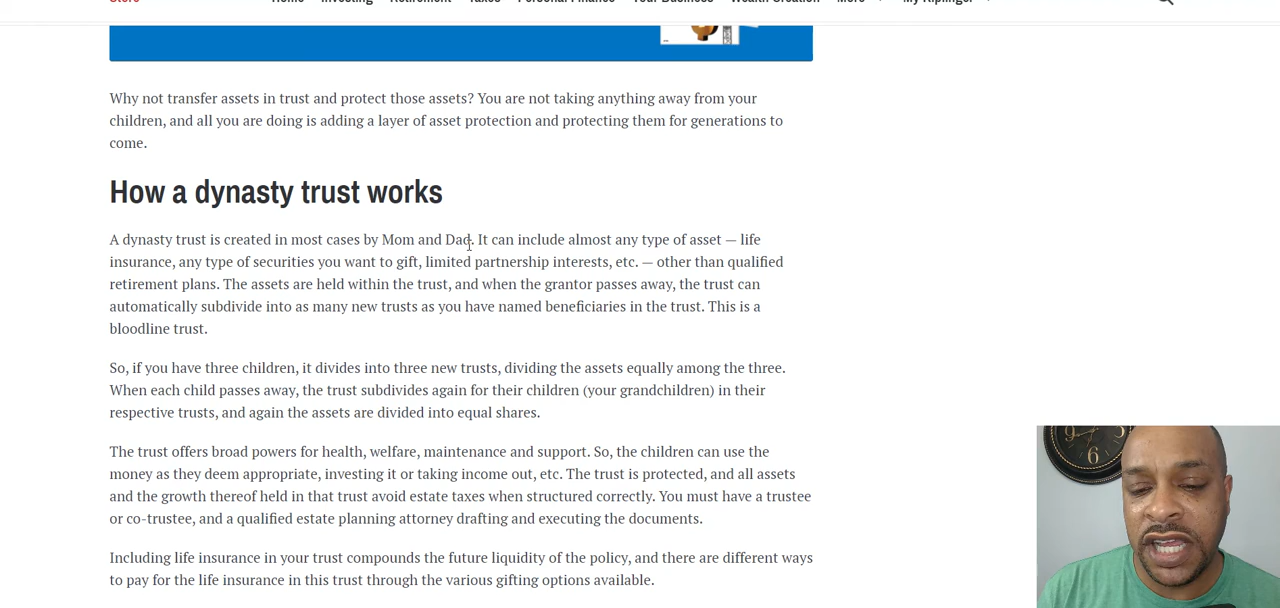 Store Home Investing Retirement Taxes Personal Finance Your Business Wealth Creation More My Kiplinger
Why not transfer assets in trust and protect those assets? You are not taking anything away from your
children, and all you are doing is adding a layer of asset protection and protecting them for generations to
come.
How a dynasty trust works
A dynasty trust is created in most cases by Mom and Dad. It can include almost any type of asset — life
insurance, any type of securities you want to gift, limited partnership interests, etc. — other than qualified
retirement plans. The assets are held within the trust, and when the grantor passes away, the trust can
automatically subdivide into as many new trusts as you have named beneficiaries in the trust. This is a
bloodline trust.
So, if you have three children, it divides into three new trusts, dividing the assets equally among the three.
When each child passes away, the trust subdivides again for their children (your grandchildren) in their
respective trusts, and again the assets are divided into equal shares.
The trust offers broad powers for health, welfare, maintenance and support. So, the children can use the
money as they deem appropriate, investing it or taking income out, etc. The trust is protected, and all assets
and the growth thereof held in that trust avoid estate taxes when structured correctly. You must have a trustee
or co-trustee, and a qualified estate planning attorney drafting and executing the documents.
Including life insurance in your trust compounds the future liquidity of the policy, and there are different ways
to pay for the life insurance in this trust through the various gifting options available.
6